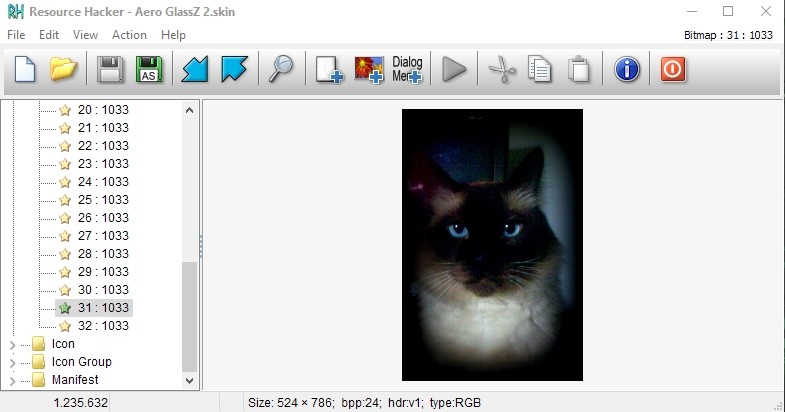 RH Resource Hacker - Aero GlassZ 2.skin
File Edit View Action Help
Bitmap : 31 : 1033
AS
Dialog
Menu
20 : 1033
21 : 1033
22 : 1033
23 : 1033
24 : 1033
25 : 1033
26 : 1033
27 : 1033
28 : 1033
29 : 1033
30 : 1033
31 : 1033
32 : 1033
Icon
Icon Group
Manifest
1.235.632
Size: 524 × 786; bpp:24; hdr:v1; type:RGB